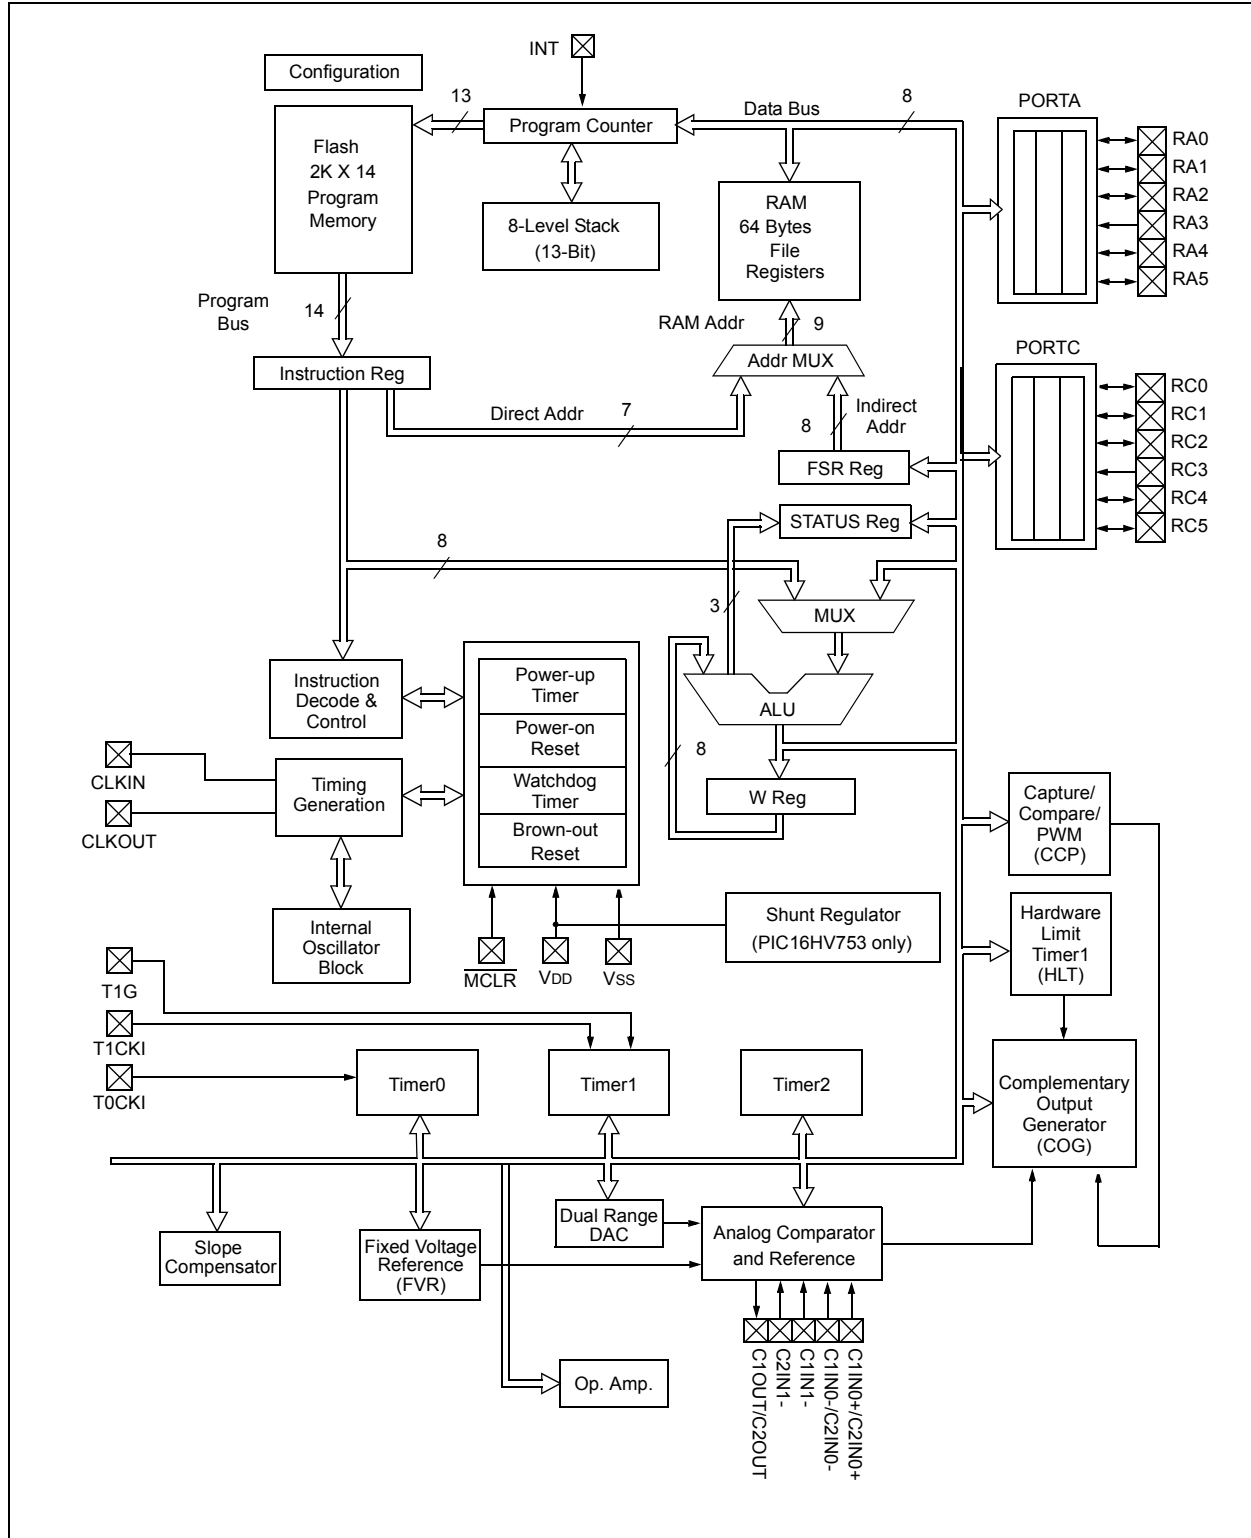 INT
Configuration
13
Program Counter
Data Bus
8
PORTA
Flash
2K X 14
Program
Memory
8-Level Stack
(13-Bit)
RAM
64 Bytes
File
Registers
RA0
RA1
RA2
RA3
RA4
RA5
Program
Bus
14
RAM Addr
9
Addr MUX
PORTC
Instruction Reg
Direct Addr
7
8
Indirect
Addr
FSR Reg
RC0
RC1
RC2
RC3
RC4
RC5
STATUS Reg
8
3
MUX
Instruction
Decode &
Control
Power-up
Timer
Power-on
Reset
Watchdog
Timer
Brown-out
Reset
ALU
8
W Reg
CLKIN
CLKOUT
Timing
Generation
Internal
Oscillator
Block
MCLR
VDD
VSS
Shunt Regulator
(PIC16HV753 only)
Capture/
Compare/
PWM
(CCP)
Hardware
Limit
Timer1
(HLT)
T1G
T1CKI
T0CKI
Timer0
Timer1
Timer2
Complementary
Output
Generator
(COG)
Slope
Compensator
Fixed Voltage
Reference
(FVR)
Dual Range
DAC
Analog Comparator
and Reference
Op. Amp.
C1OUT/C2OUT
C2IN1-
C1IN1-
C1IN0-/C2IN0-
C1IN0+/C2IN0+